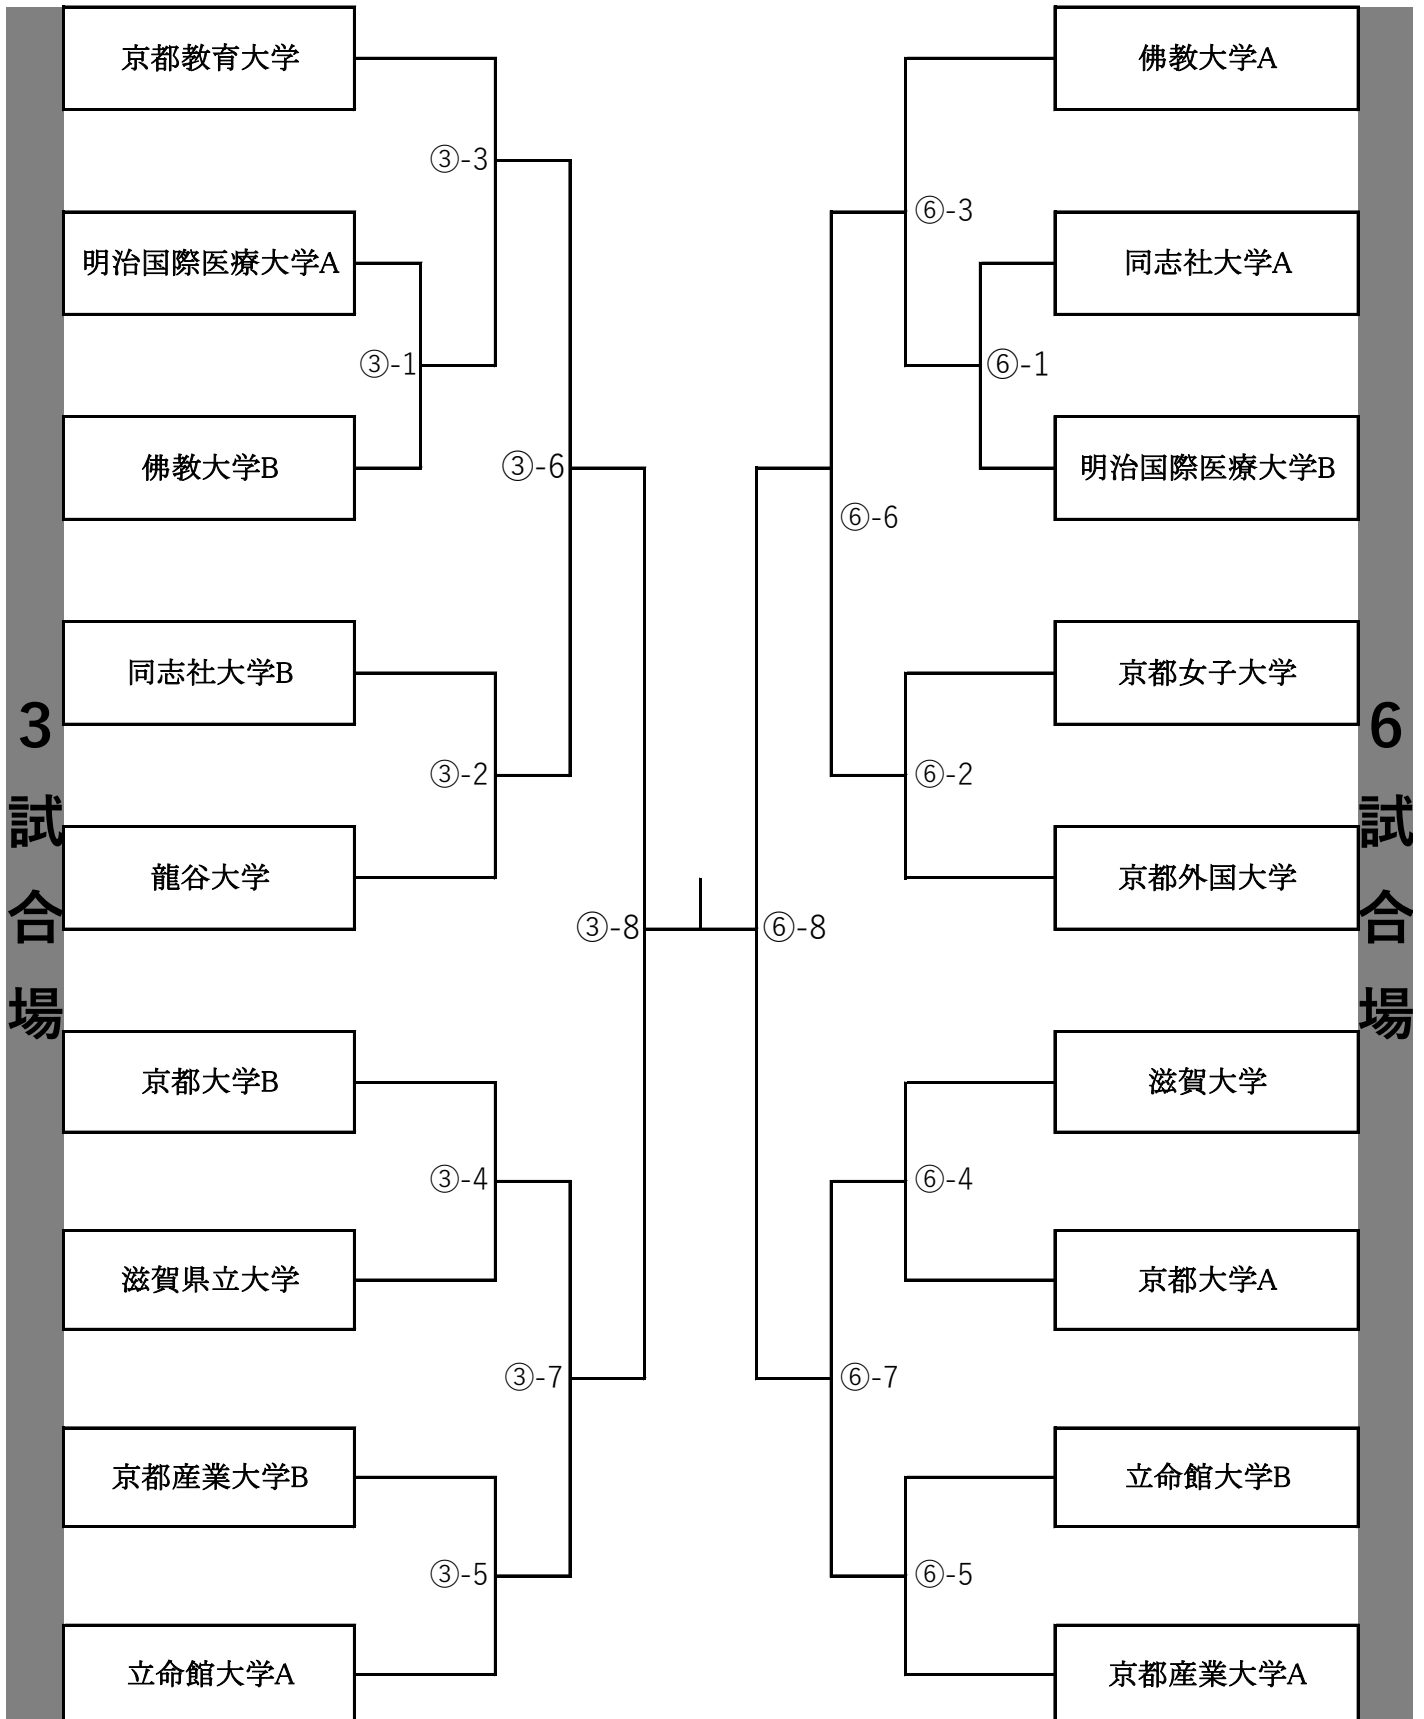 京都教育大学
佛教大学A
③-3
⑥-3
明治国際医療大学A
同志社大学A
③-1
⑥-1
佛教大学B
明治国際医療大学B
③-6
⑥-6
同志社大学B
京都女子大学
③-2
⑥-2
龍谷大学
京都外国大学
3試合場
6試合場
③-8
⑥-8
京都大学B
滋賀大学
③-4
⑥-4
滋賀県立大学
京都大学A
③-7
⑥-7
京都産業大学B
立命館大学B
③-5
⑥-5
立命館大学A
京都産業大学A